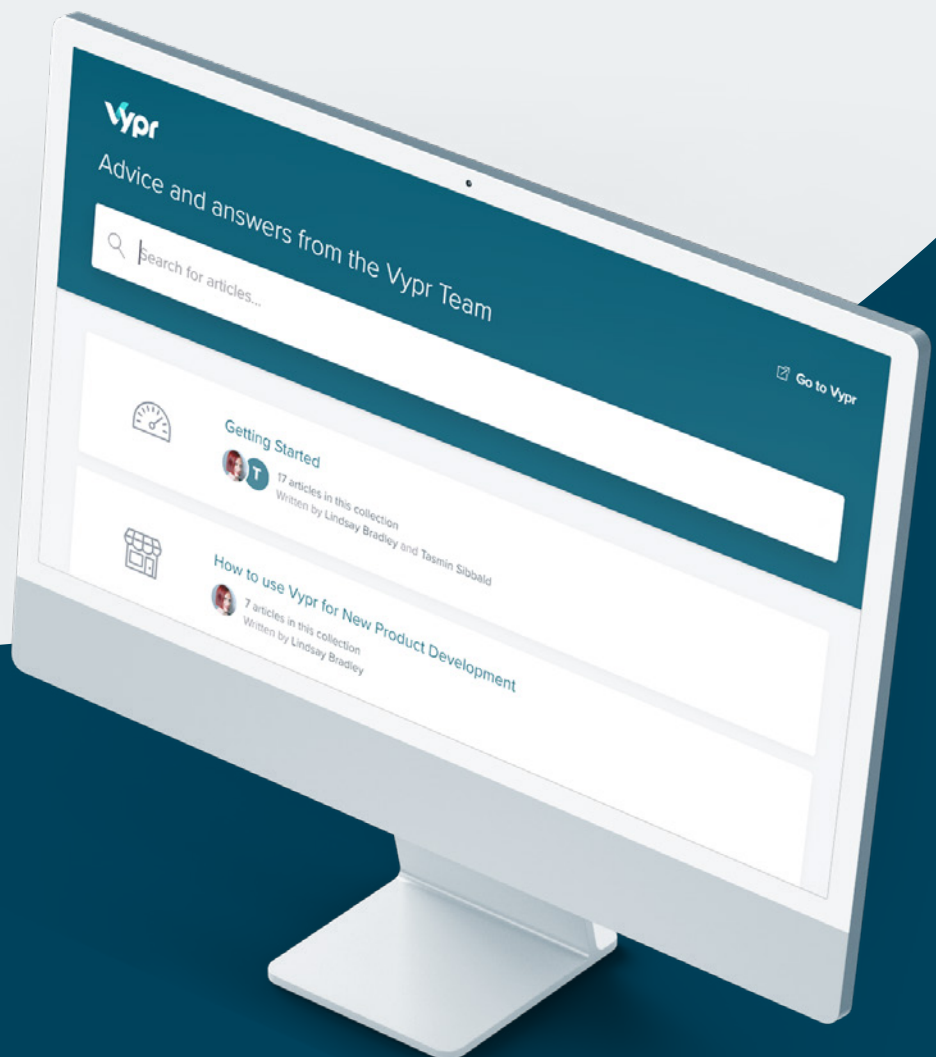 Vypr
Advice and answers from the Vypr Team
Search for articles...
Go to Vypr
Getting Started
T
17 articles in this collection
Written by Lindsay Bradley and Tasmin Sibbald
How to use Vypr for New Product Development
7 articles in this collection
Written by Lindsay Bradley